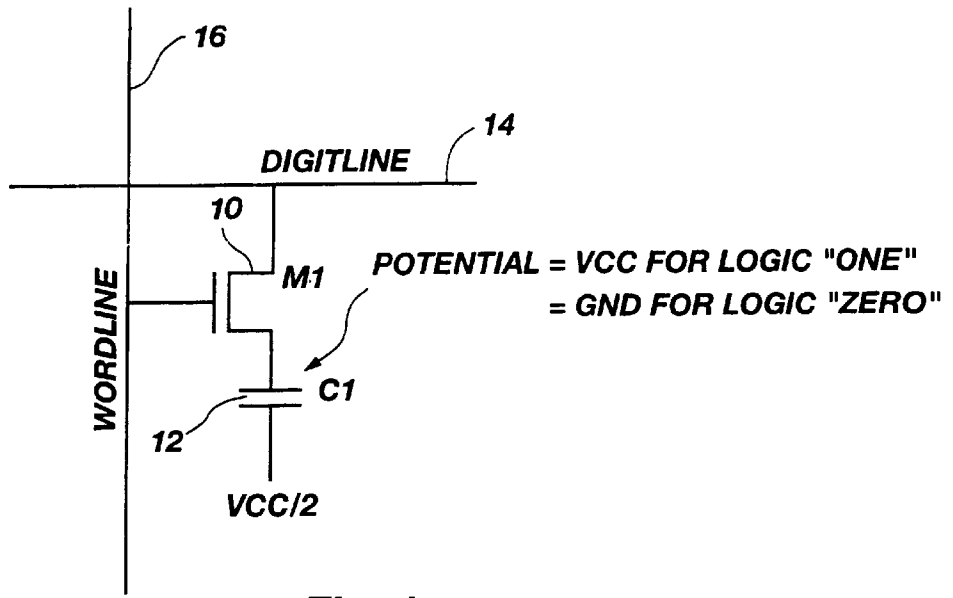 16
14
DIGITLINE
10
M1
POTENTIAL = VCC FOR LOGIC "ONE"
= GND FOR LOGIC "ZERO"
WORDLINE
C1
12
VCC/2